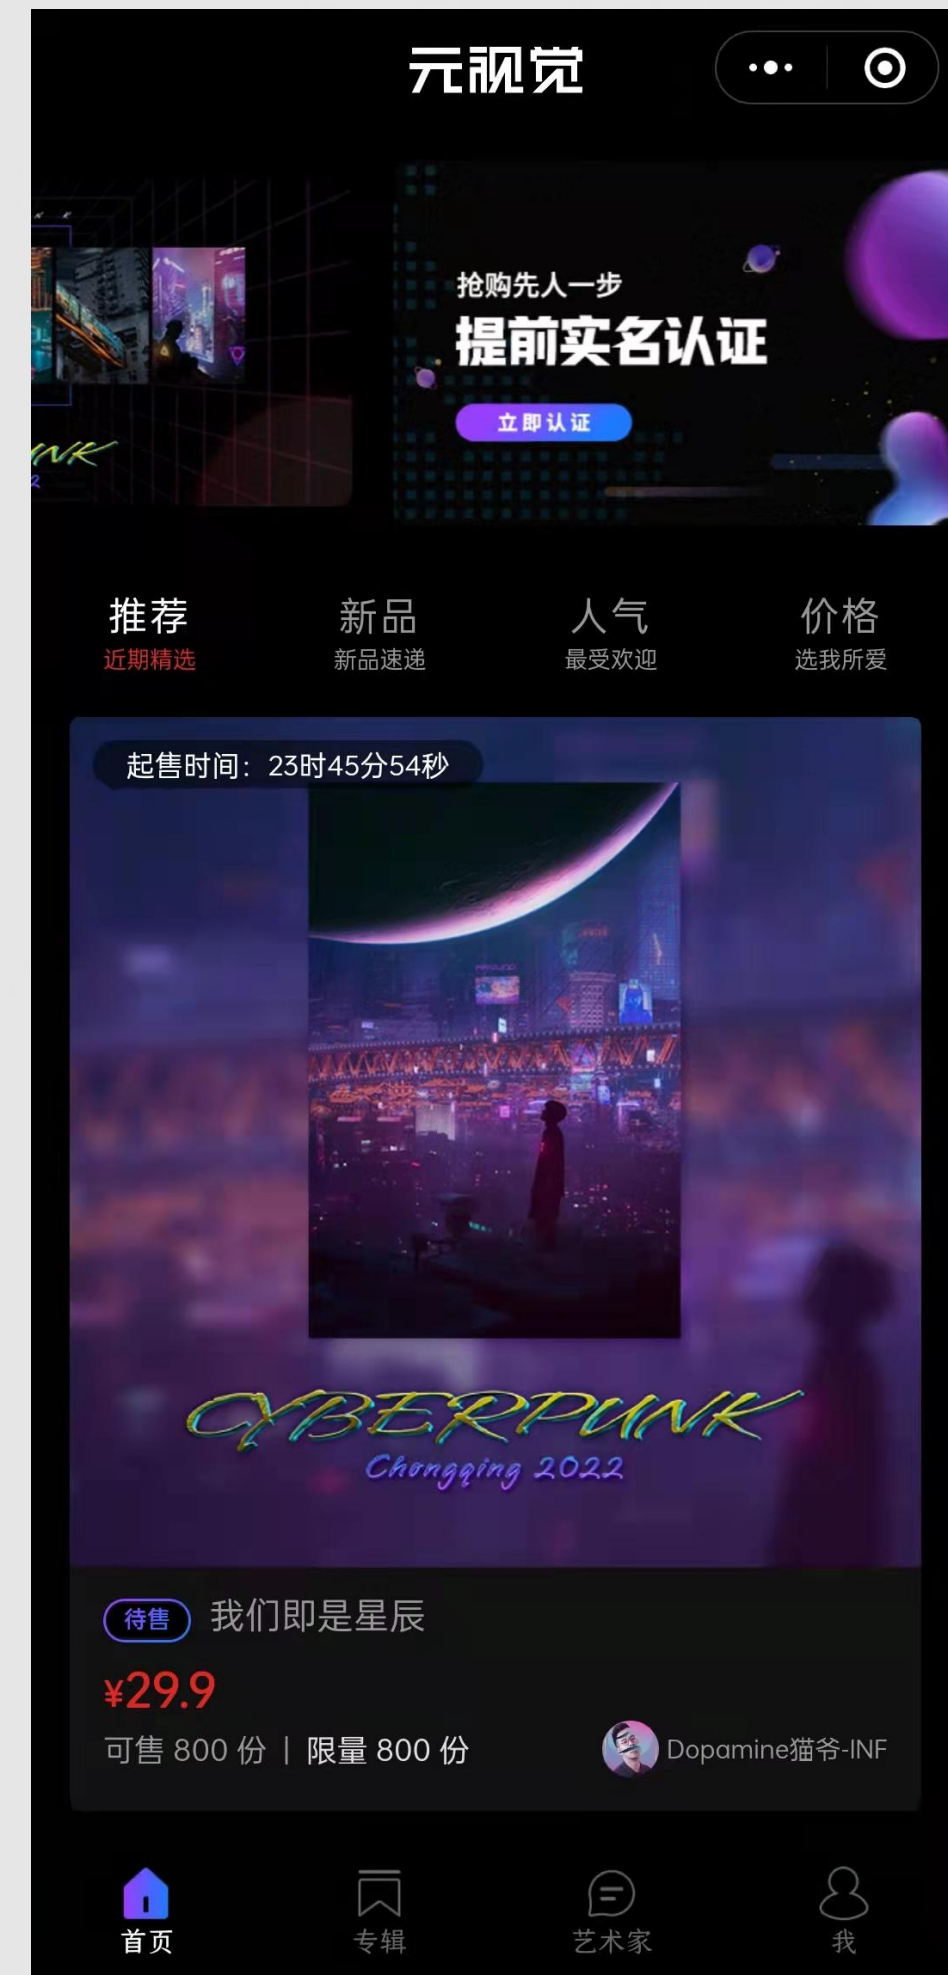 元视觉
UNK
2
抢购先人一步
提前实名认证
立即认证
推荐 新品 人气 价格
近期精选 新品速递 最受欢迎 选我所爱
起售时间：23时45分54秒
CYBERPUNK
Chongqing 2022
待售 我们即是星辰
¥29.9
可售 800 份 | 限量 800 份 Dopamine猫爷-INF
首页 专辑 艺术家 我